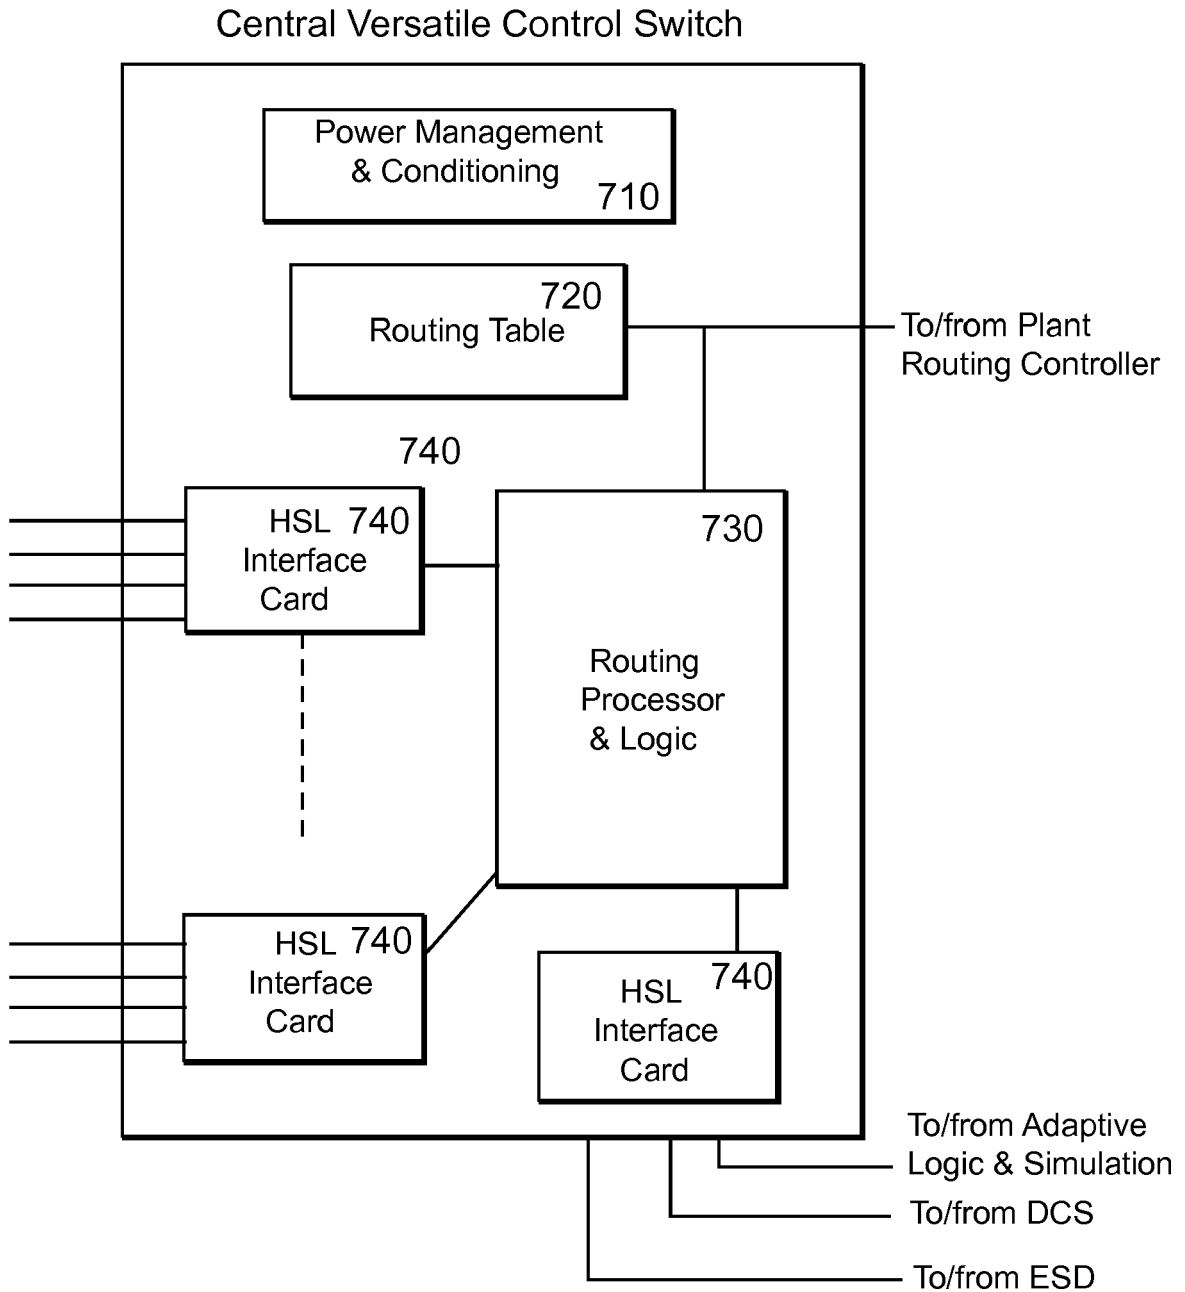 Central Versatile Control Switch
Power Management
& Conditioning
710
720
Routing Table
To/from Plant
Routing Controller
740
HSL 740
Interface
Card
730
Routing
Processor
& Logic
HSL 740
Interface
Card
740
HSL
Interface
Card
To/from Adaptive
Logic & Simulation
To/from DCS
To/from ESD